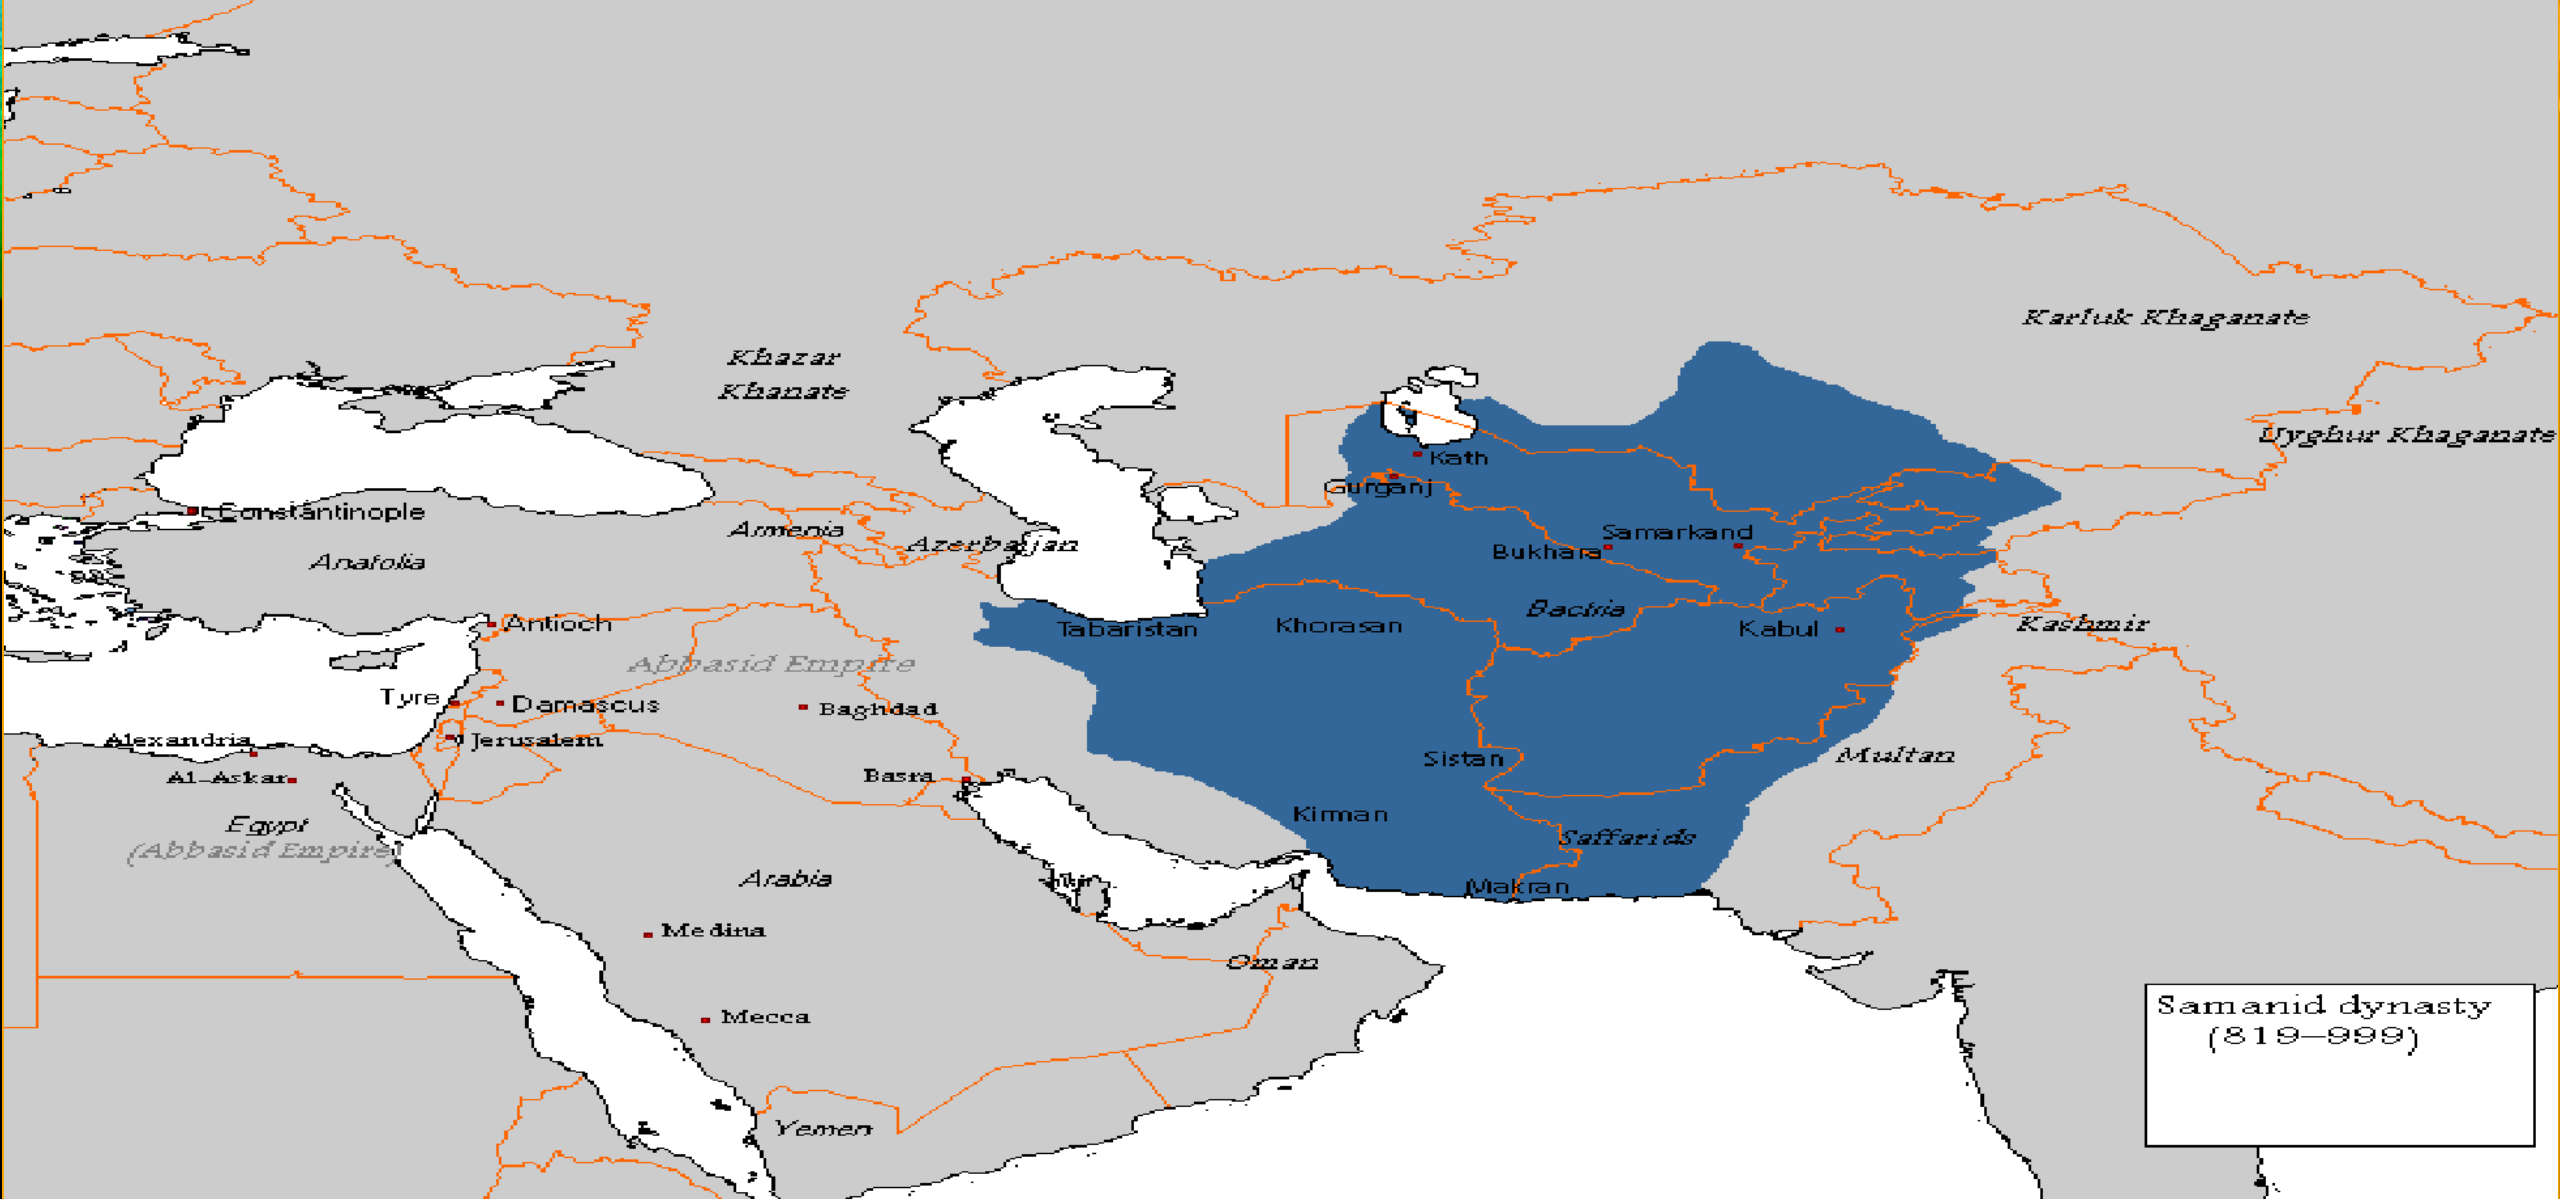 Karluk Khaganate
Khazar
Khanate
Uyghur Khaganate
Kath
Gurganj
Constantinople
Armenia
Samarkand
Azerbaijan
Bukhara
Anatolia
Bactria
Antioch
Tabaristan
Khorasan
Kabul
Kashmir
Abbasid Empire
Tyre
Damascus
Baghdad
Alexandria
Jerusalem
Multan
Sistan
Al-Askar
Basra
Kirman
Egypt
(Abbasid Empire)
Saffarids
Arabia
Makran
Medina
Oman
Samanid dynasty
(819–999)
Mecca
Yemen